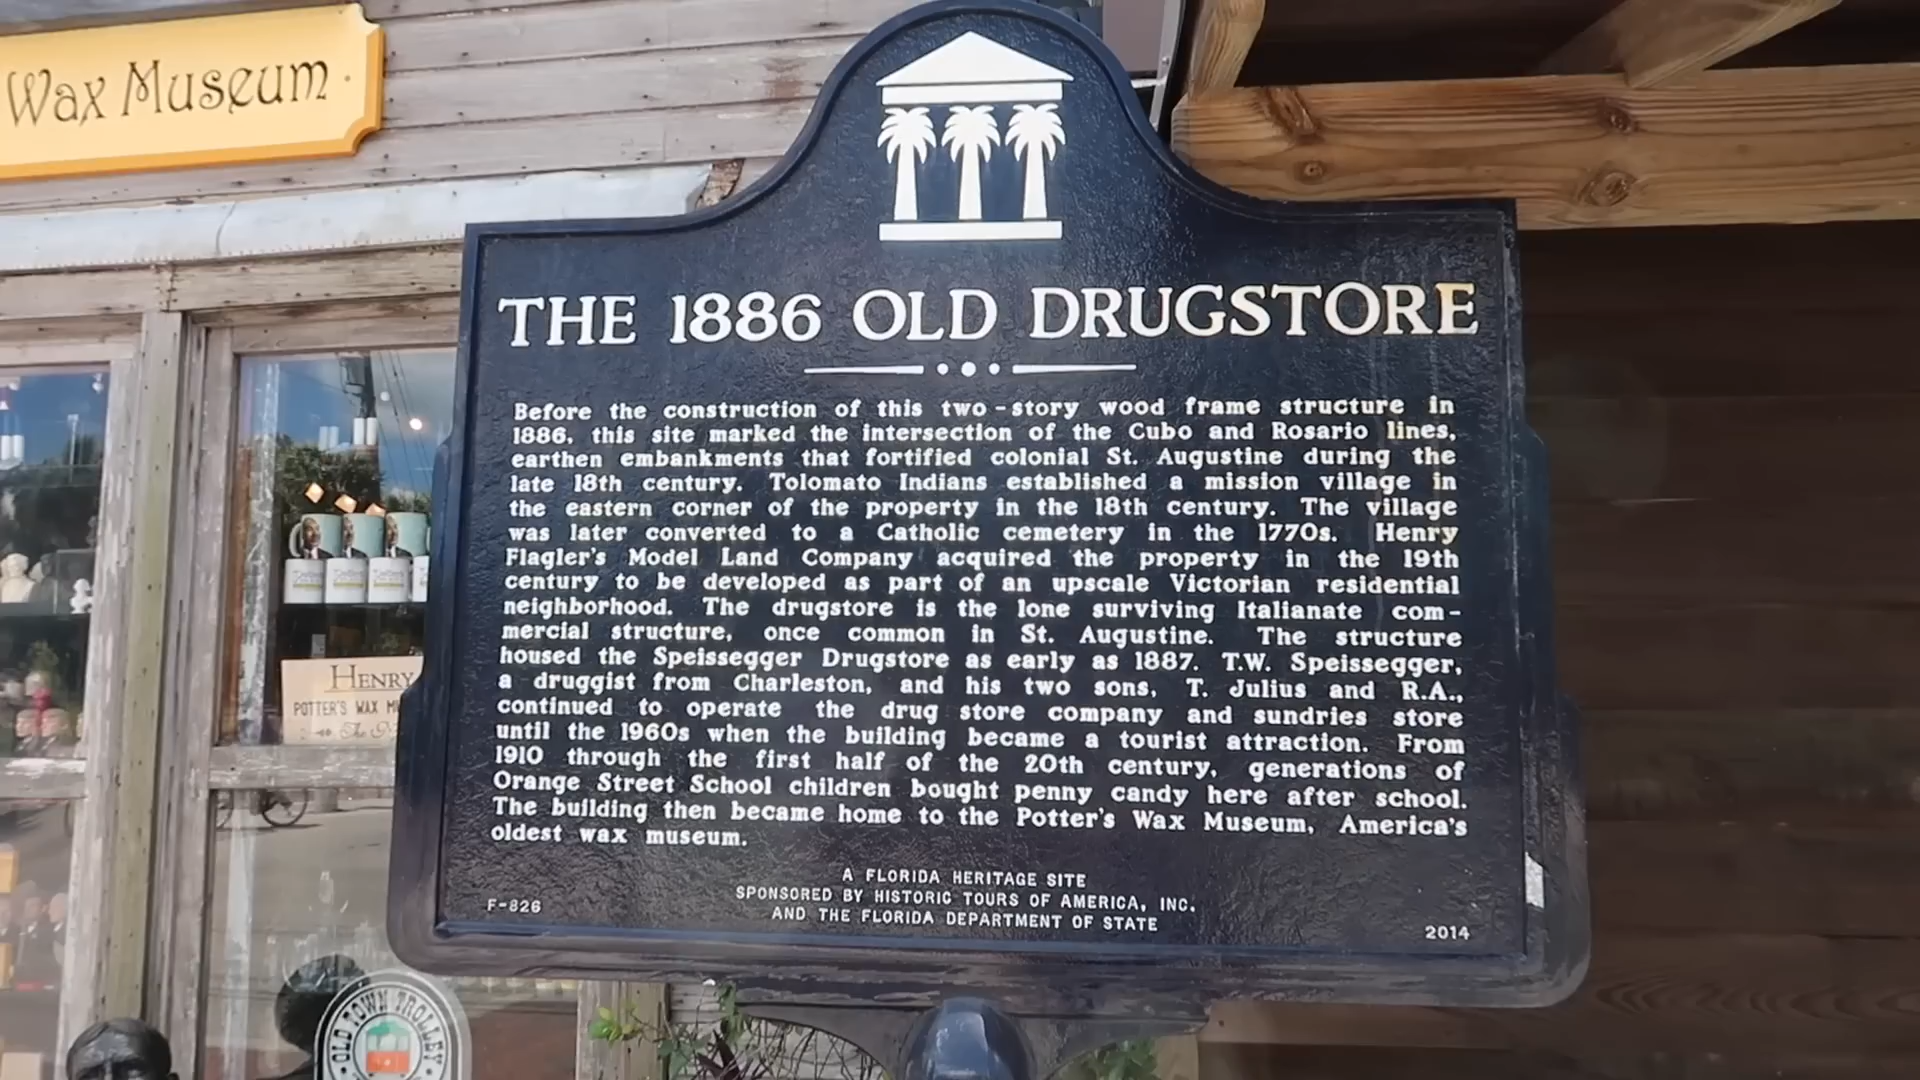 Wax Museum
THE 1886 OLD DRUGSTORE
Before the construction of this two-story wood frame structure in
1886, this site marked the intersection of the Cubo and Rosario lines,
earthen embankments that fortified colonial St. Augustine during the
late 18th century. Tolomato Indians established a mission village in
the eastern corner of the property in the 18th century. The village
was later converted to a Catholic cemetery in the 1770s. Henry
Flagler's Model Land Company acquired the property in the 19th
century to be developed as part of an upscale Victorian residential
neighborhood. The drugstore is the lone surviving Italianate com-
mercial structure, once common in St. Augustine. The structure
housed the Speissegger Drugstore as early as 1887. T.W. Speissegger,
a druggist from Charleston, and his two sons, T. Julius and R.A.,
continued to operate the drug store company and sundries store
until the 1960s when the building became a tourist attraction. From
1910 through the first half of the 20th century, generations of
Orange Street School children bought penny candy here after school.
The building then became home to the Potter's Wax Museum, America's
oldest wax museum.
A FLORIDA HERITAGE SITE
SPONSORED BY HISTORIC TOURS OF AMERICA, INC.
AND THE FLORIDA DEPARTMENT OF STATE
F-826
2014
HENRY
POTTER'S WAX
The
OLD TOWN TROLLEY